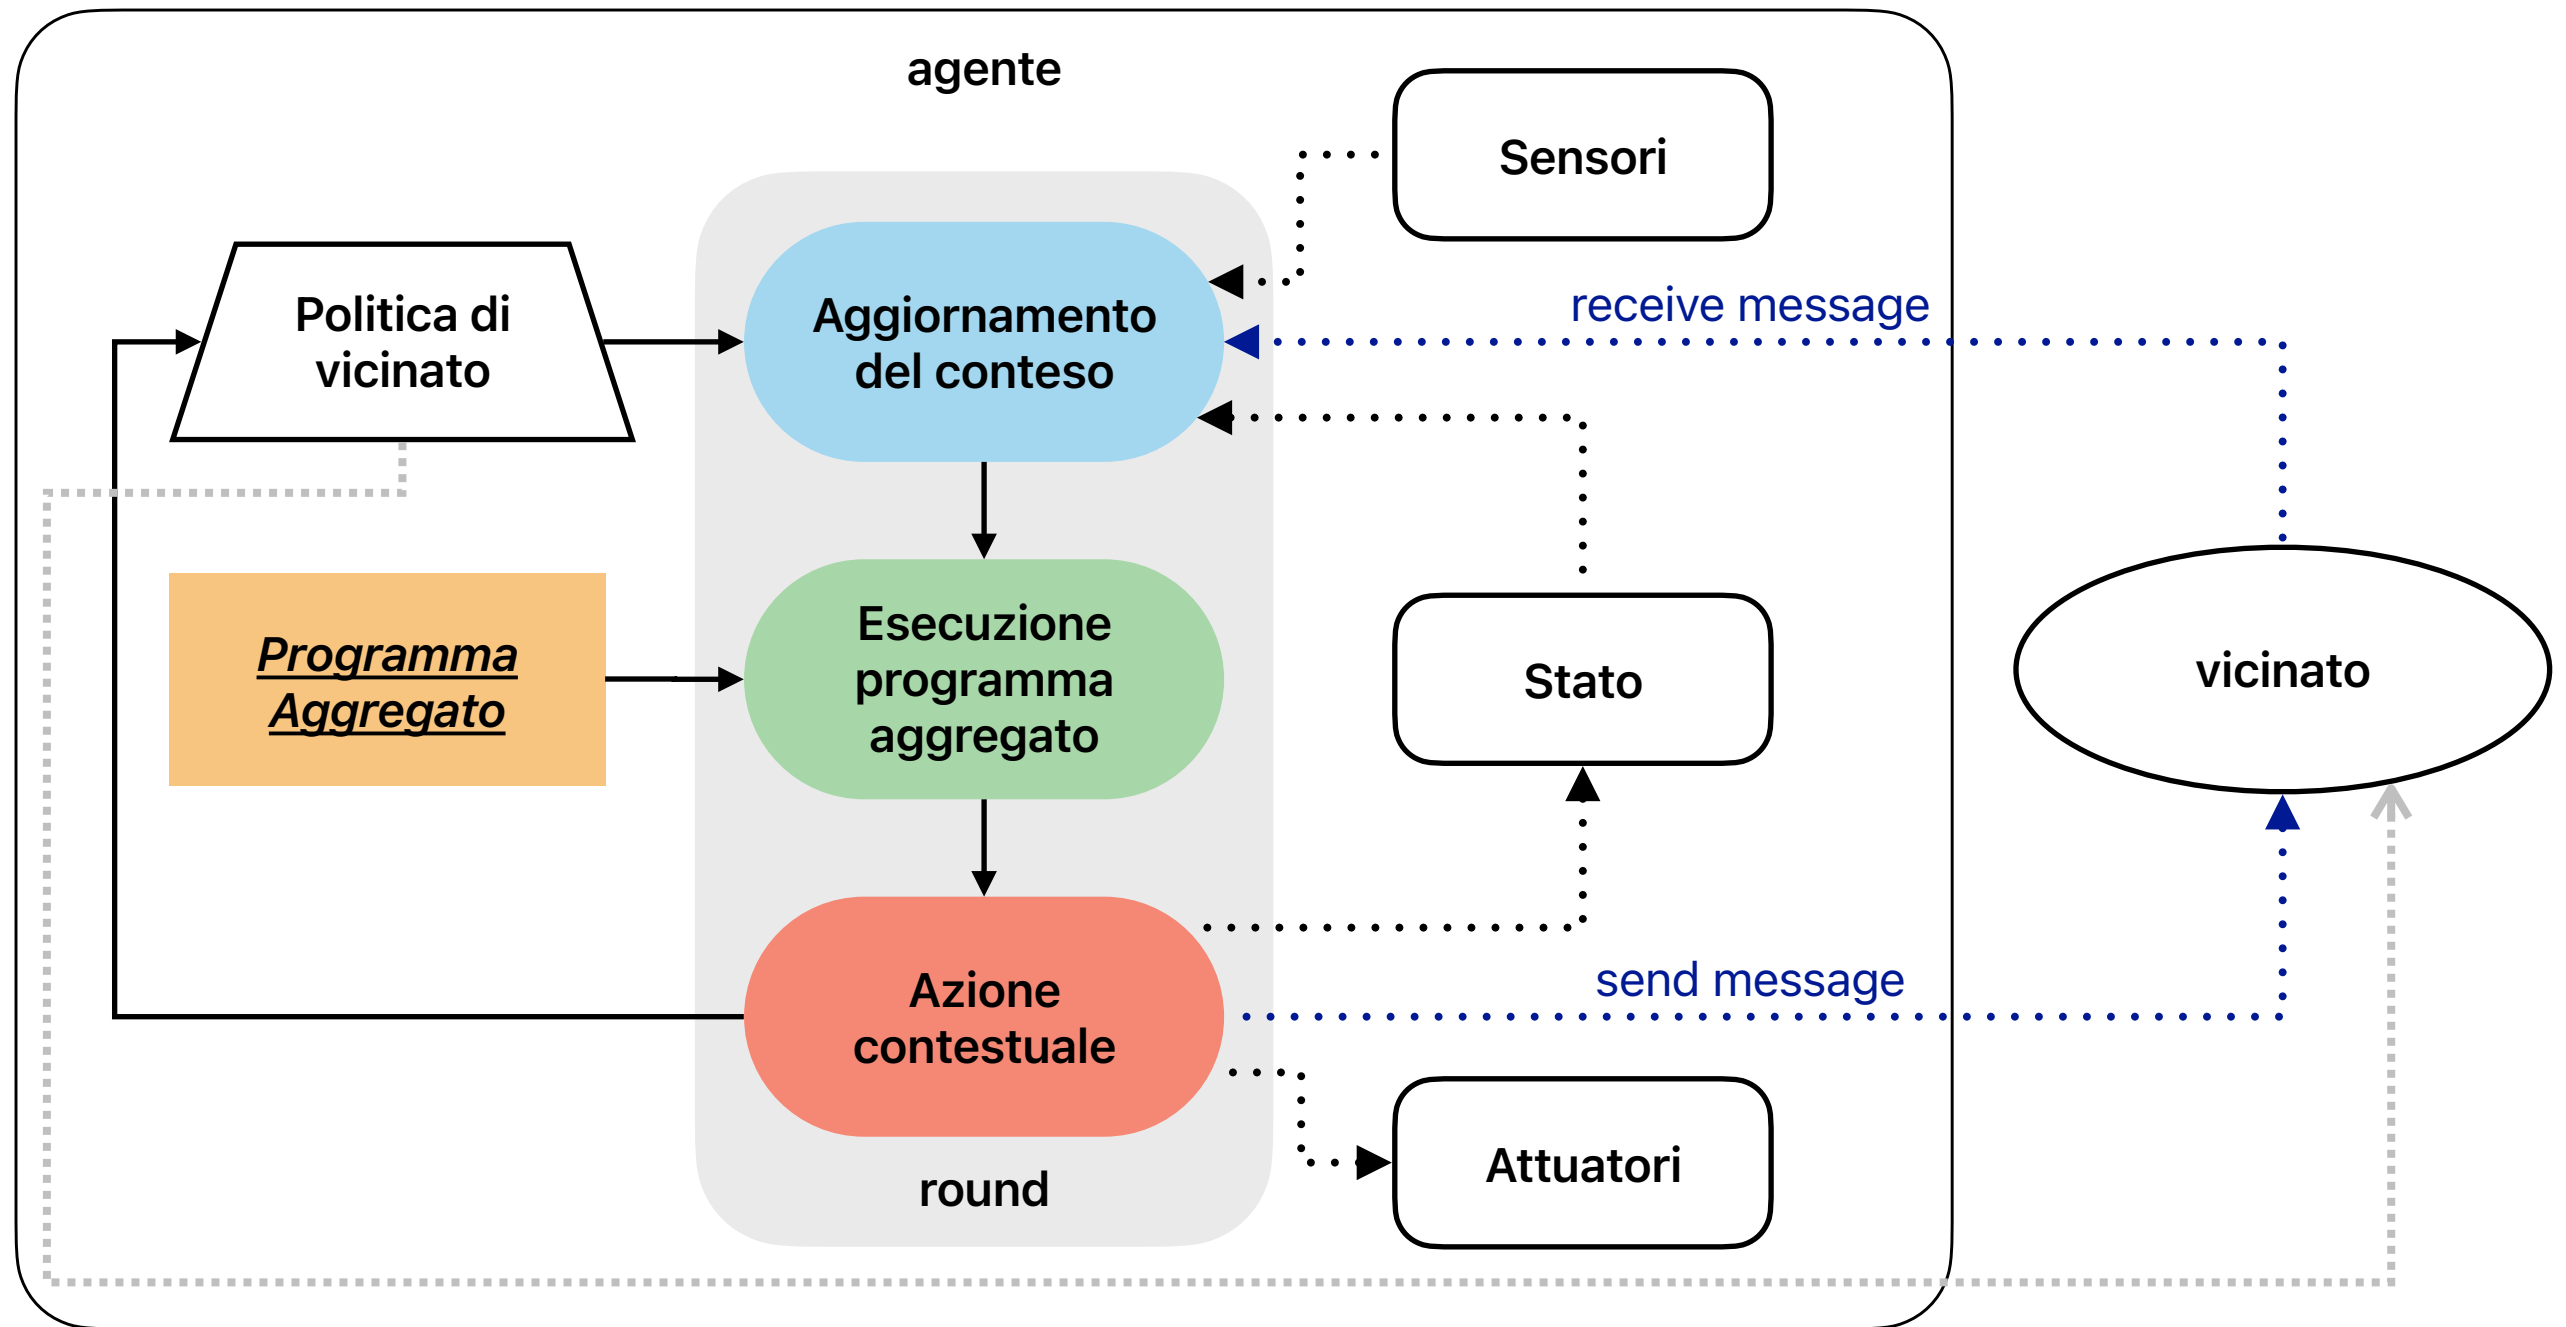 agente
Sensori
receive message
Politica di
vicinato
Aggiornamento
del conteso
Programma
Aggregato
Esecuzione
programma
aggregato
Stato
vicinato
Azione
contestuale
send message
Attuatori
round